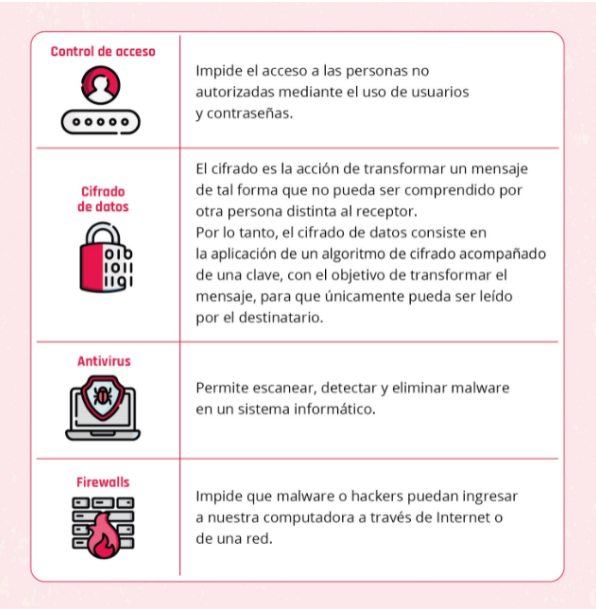 Control de acceso
Impide el acceso a las personas no
autorizadas mediante el uso de usuarios
y contraseñas.
Cifrado
de datos
El cifrado es la acción de transformar un mensaje
de tal forma que no pueda ser comprendido por
otra persona distinta al receptor.
Por lo tanto, el cifrado de datos consiste en
la aplicación de un algoritmo de cifrado acompañado
de una clave, con el objetivo de transformar el
mensaje, para que únicamente pueda ser leído
por el destinatario.
Antivirus
Permite escanear, detectar y eliminar malware
en un sistema informático.
Firewalls
Impide que malware o hackers puedan ingresar
a nuestra computadora a través de Internet o
de una red.